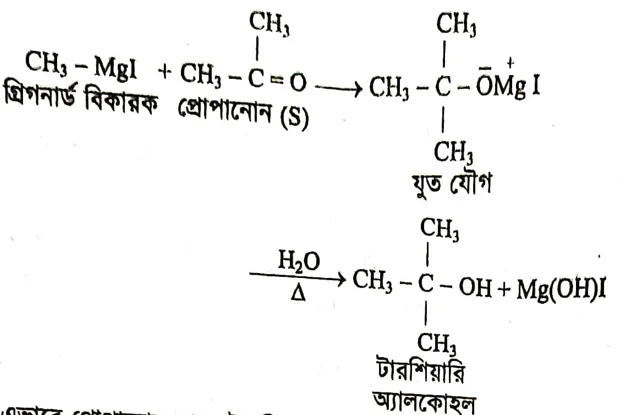 CH₃ CH₃
| |
CH₃ – MgI + CH₃ – C = O ⟶ CH₃ – C – ŌMg⁺ I
|
গ্রিগনার্ড বিকারক প্রোপানোন (S) CH₃
যুত যৌগ
CH₃
|
H₂O
⟶ CH₃ – C – OH + Mg(OH)I
Δ |
CH₃
টারশিয়ারি
অ্যালকোহল